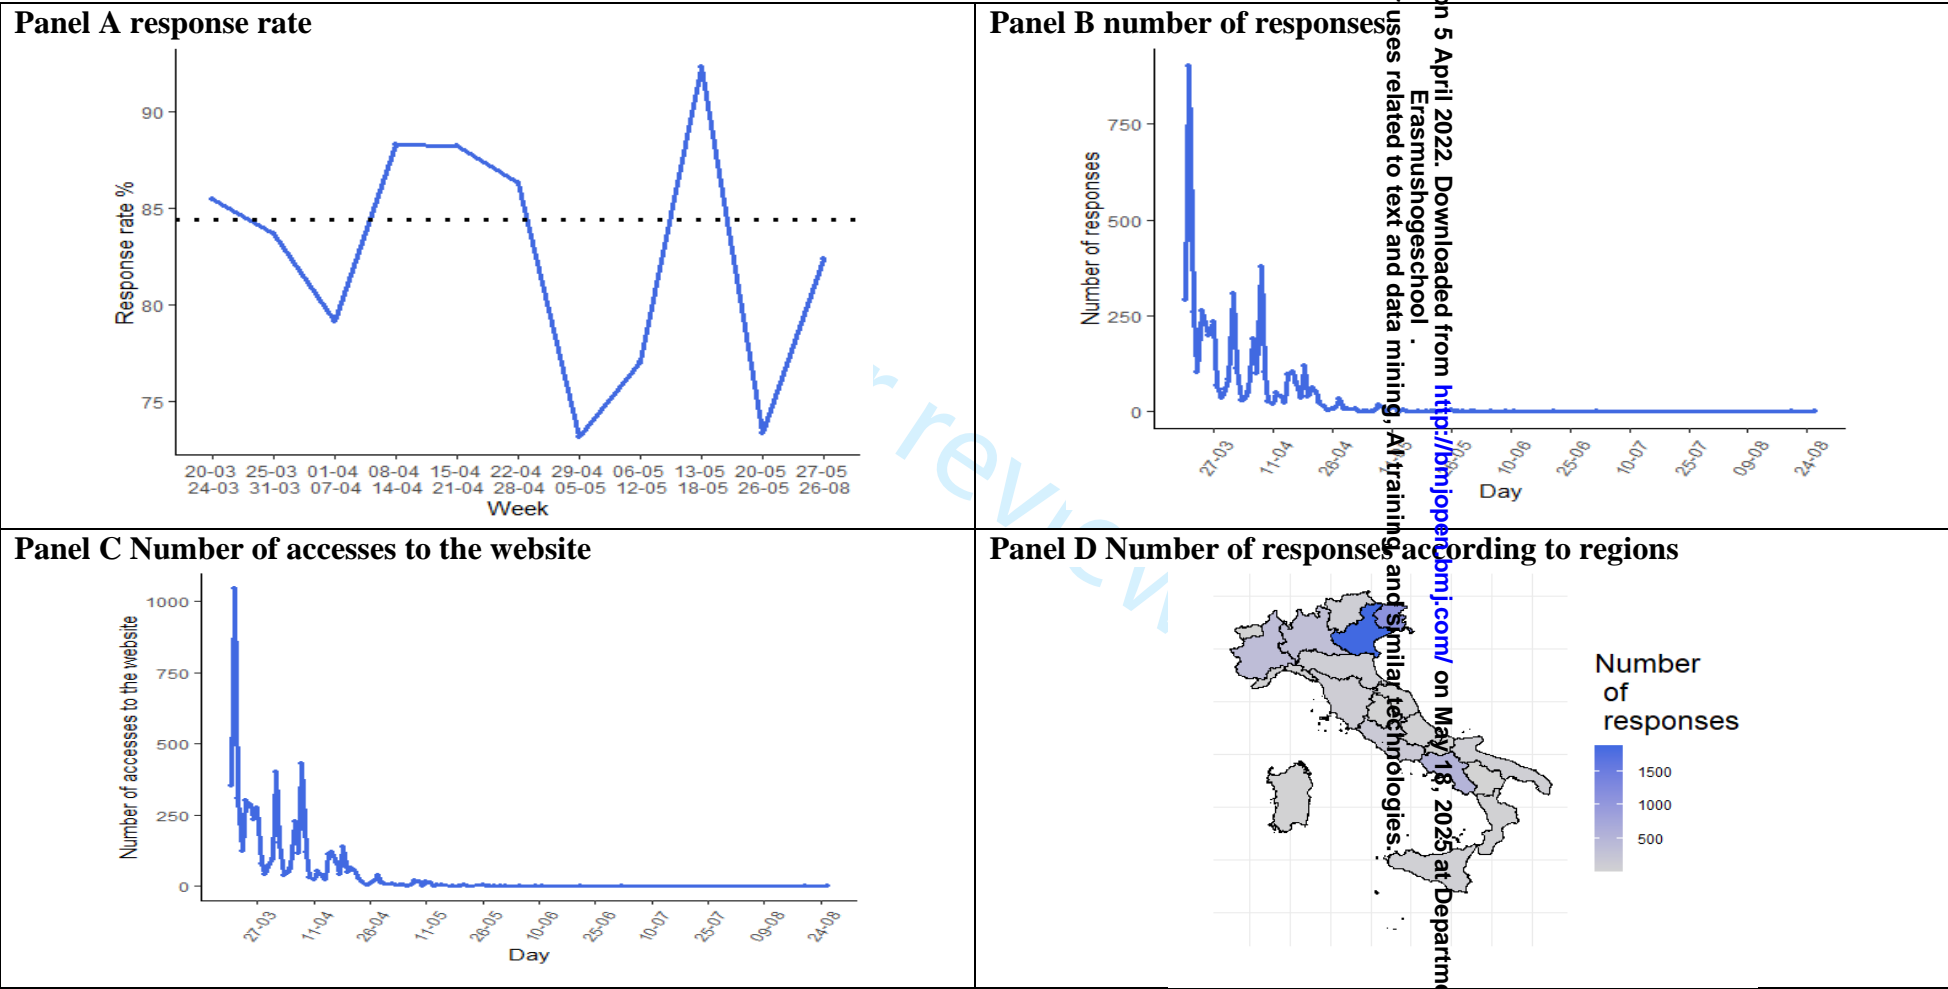 Panel A response rate
Response rate %
90
85
80
75
20-03 25-03 01-04 08-04 15-04 22-04 29-04 06-05 13-05 20-05 27-05
24-03 31-03 07-04 14-04 21-04 28-04 05-05 12-05 18-05 26-05 26-08
Week
Panel B number of responses
Number of responses
750
500
250
0
27-03 11-04 26-04 10-06 25-06 10-07 25-07 09-08 24-08
Day
Panel C Number of accesses to the website
Number of accesses to the website
1000
750
500
250
0
27-03 11-04 26-04 11-05 26-05 10-06 25-06 10-07 25-07 09-08 24-08
Day
Panel D Number of responses according to regions
Number
of
responses
1500
1000
500
on 5 April 2022. Downloaded from http://bmjopen.bmj.com/ on May 18, 2025 at Departme
Erasmushogeschool .
uses related to text and data mining, AI training, and similar technologies.
r review